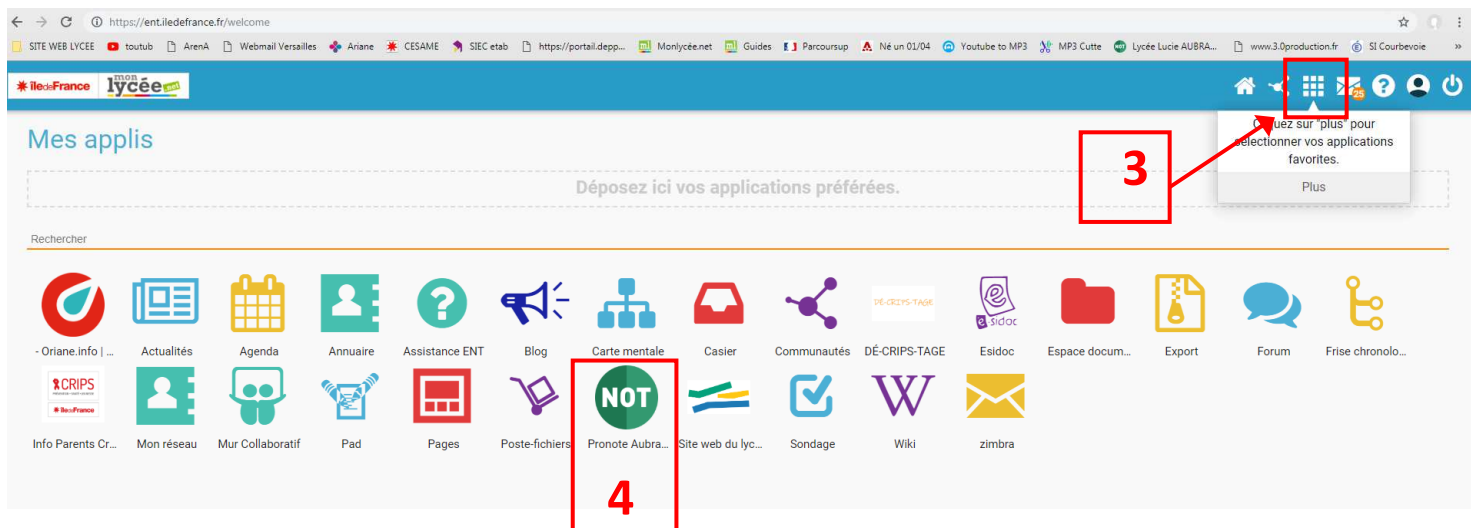 https://ent.iledefrance.fr/welcome
SITE WEB LYCEE toutub ArenA Webmail Versailles Ariane CESAME SIEC etab https://portail.depp... Monlycée.net Guides Parcoursup Né un 01/04 Youtube to MP3 MP3 Cutte Lycée Lucie AUBRA... www.3.0production.fr SI Courbevoie »
îledeFrance mon lycée.net
25 ?
Mes applis
3
sur "plus" pour
sélectionner vos applications
favorites.
Plus
Déposez ici vos applications préférées.
Rechercher
?
DÉ-CRIPS-TAGE
e
e sidoc
- Oriane.info | ... Actualités Agenda Annuaire Assistance ENT Blog Carte mentale Casier Communautés DÉ-CRIPS-TAGE Esidoc Espace docum... Export Forum Frise chronolo...
CRIPS
îledeFrance
NOT
W
Info Parents Cr... Mon réseau Mur Collaboratif Pad Pages Poste-fichiers Pronote Aubra... Site web du lyc... Sondage Wiki zimbra
4